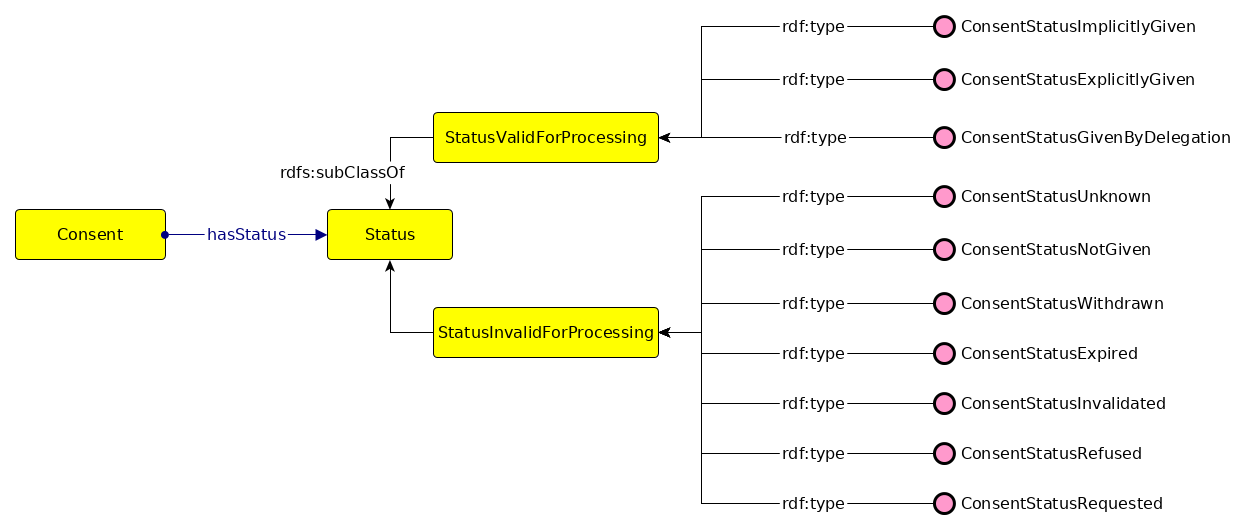 rdf:type ConsentStatusImplicitlyGiven
rdf:type ConsentStatusExplicitlyGiven
StatusValidForProcessing rdf:type ConsentStatusGivenByDelegation
rdfs:subClassOf
rdf:type ConsentStatusUnknown
Consent hasStatus Status
rdf:type ConsentStatusNotGiven
rdf:type ConsentStatusWithdrawn
StatusInvalidForProcessing
rdf:type ConsentStatusExpired
rdf:type ConsentStatusInvalidated
rdf:type ConsentStatusRefused
rdf:type ConsentStatusRequested